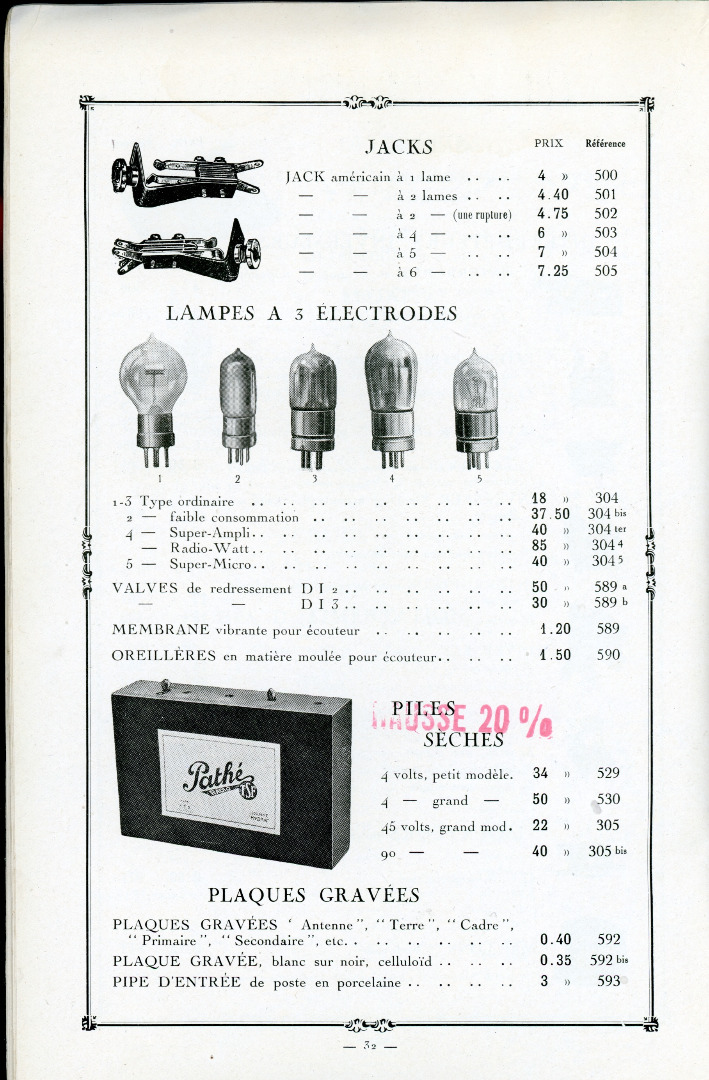 JACKS PRIX Référence
JACK américain à 1 lame .. .. 4 » 500
— — à 2 lames .. .. 4.40 501
— — à 2 — (une rupture) 4.75 502
— — à 4 — .. .. 6 » 503
— — à 5 — .. .. 7 » 504
— — à 6 — .. .. 7.25 505
LAMPES A 3 ÉLECTRODES
1 2 3 4 5
1-3 Type ordinaire .. .. .. .. .. .. .. .. .. 18 » 304
2 — faible consommation .. .. .. .. .. .. .. 37.50 304 bis
4 — Super-Ampli.. .. .. .. .. .. .. .. .. 40 » 304 ter
— Radio-Watt.. .. .. .. .. .. .. .. .. 85 » 304 4
5 — Super-Micro.. .. .. .. .. .. .. .. .. 40 » 304 5
VALVES de redressement D I 2.. .. .. .. .. .. 50 » 589 a
— — D I 3.. .. .. .. .. .. 30 » 589 b
MEMBRANE vibrante pour écouteur .. .. .. .. .. 1.20 589
OREILLÈRES en matière moulée pour écouteur.. .. .. 1.50 590
Pathé
TSF
PILES
HAUSSE 20 %
SÈCHES
4 volts, petit modèle. 34 » 529
4 — grand — 50 » 530
45 volts, grand mod. 22 » 305
90 — — 40 » 305 bis
PLAQUES GRAVÉES
PLAQUES GRAVÉES ‘ Antenne”, “Terre”, “Cadre”,
“Primaire”, “Secondaire”, etc. .. .. .. .. .. .. 0.40 592
PLAQUE GRAVÉE, blanc sur noir, celluloïd .. .. .. 0.35 592 bis
PIPE D'ENTRÉE de poste en porcelaine .. .. .. .. 3 » 593
— 32 —